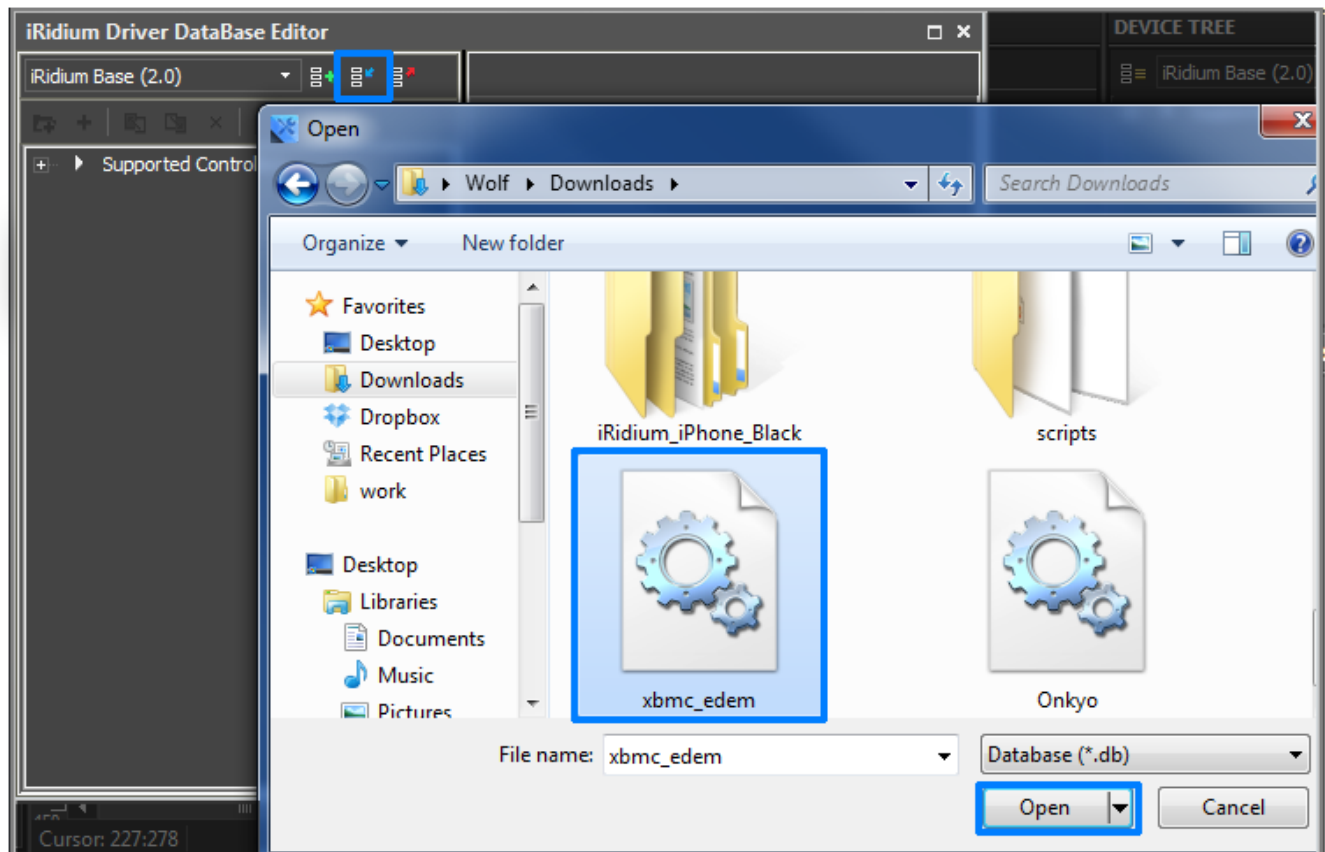 iRidium Driver DataBase Editor
DEVICE TREE
iRidium Base (2.0)
iRidium Base (2.0)
Open
Supported Control
Wolf
Downloads
Search Downloads
Organize
New folder
Favorites
Desktop
Downloads
Dropbox
Recent Places
work
Desktop
Libraries
Documents
Music
Pictures
iRidium_iPhone_Black
scripts
xbmc_edem
Onkyo
File name:
xbmc_edem
Database (*.db)
Open
Cancel
Cursor: 227:278